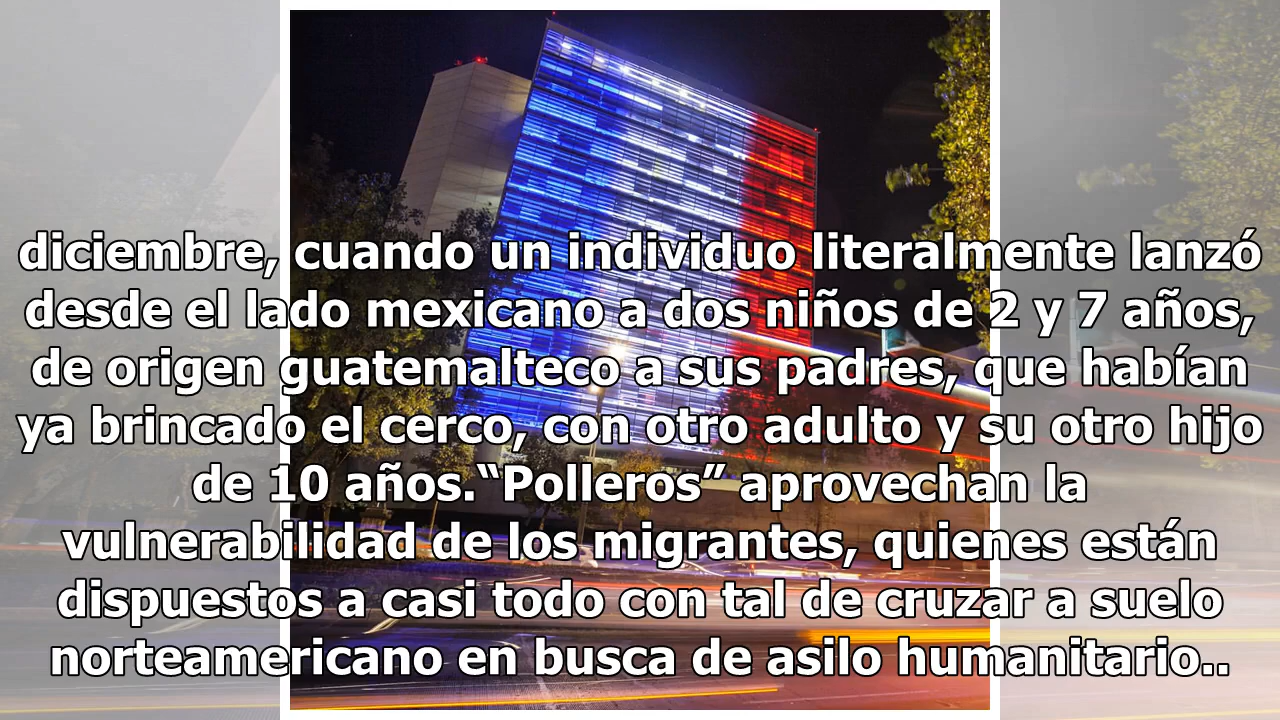 diciembre, cuando un individuo literalmente lanzó
desde el lado mexicano a dos niños de 2 y 7 años,
de origen guatemalteco a sus padres, que habían
ya brincado el cerco, con otro adulto y su otro hijo
de 10 años.“Polleros” aprovechan la
vulnerabilidad de los migrantes, quienes están
dispuestos a casi todo con tal de cruzar a suelo
norteamericano en busca de asilo humanitario..